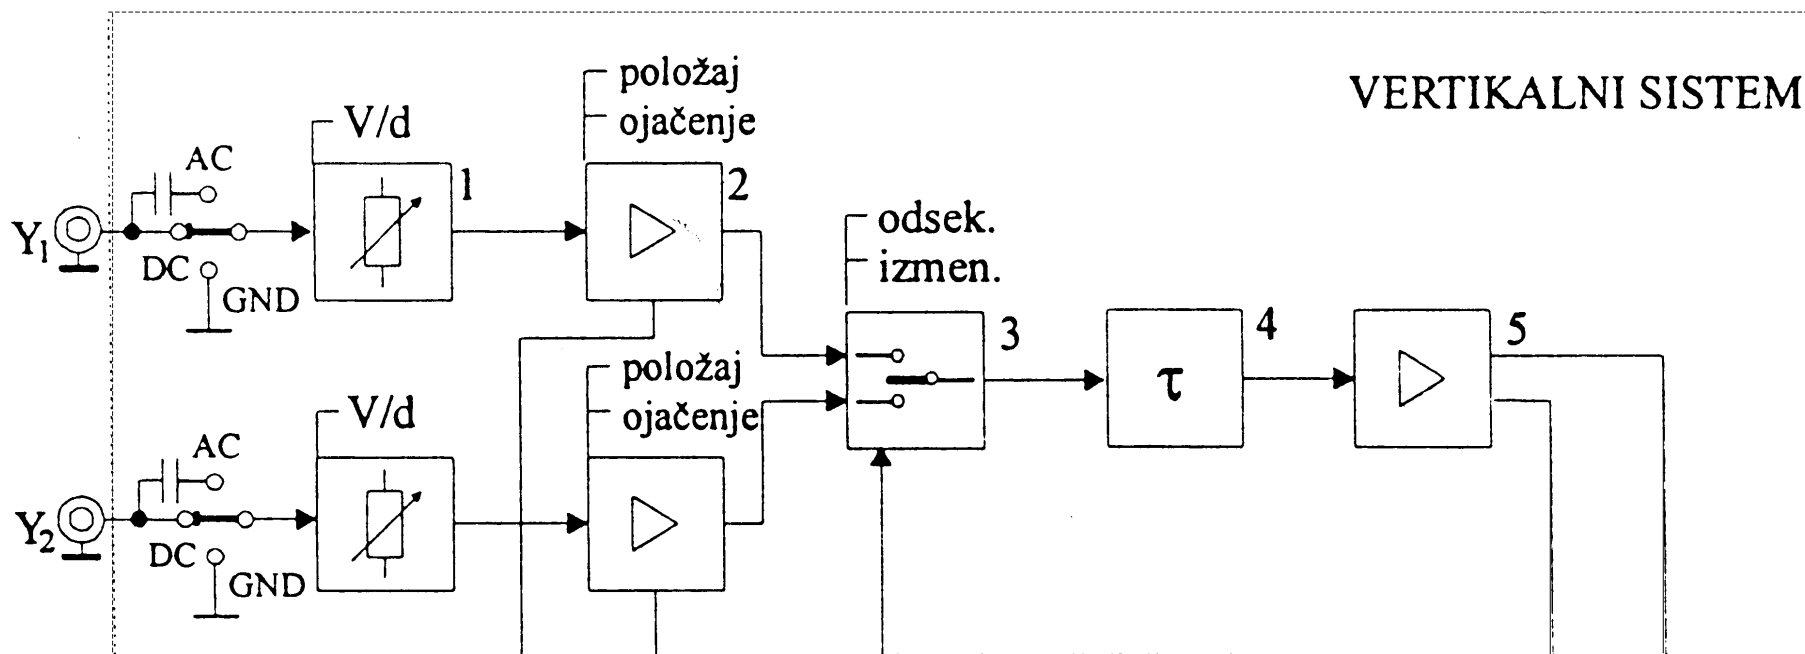 VERTIKALNI SISTEM
položaj
ojačenje
V/d
AC
1
2
Y1
DC
GND
odsek.
izmen.
3
4
5
τ
položaj
ojačenje
V/d
AC
Y2
DC
GND